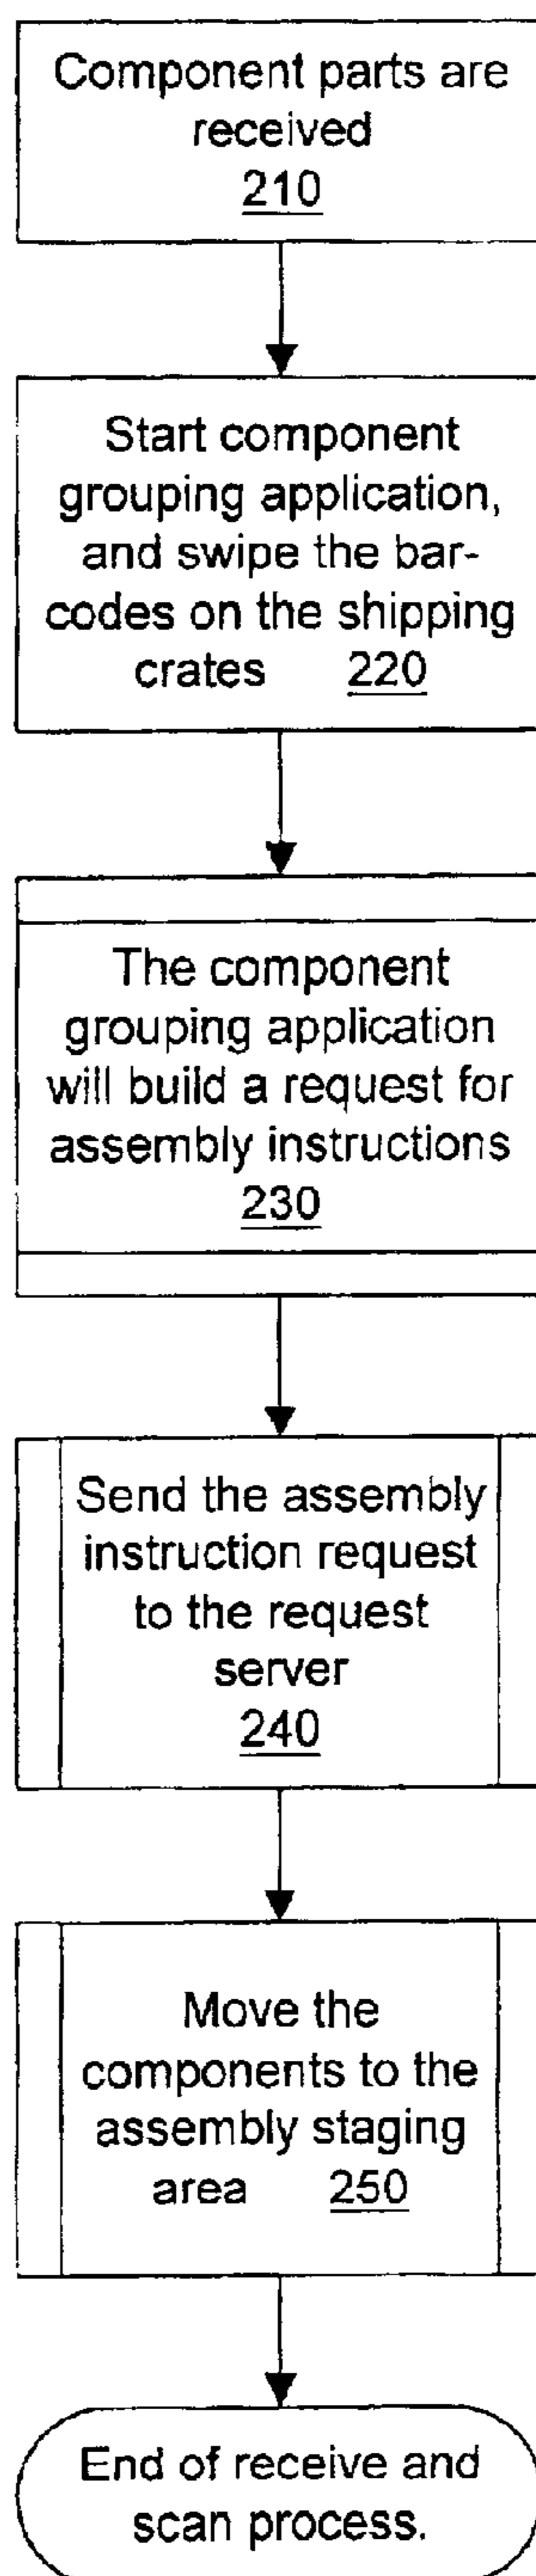 Component parts are
received
210
Start component
grouping application,
and swipe the bar-
codes on the shipping
crates 220
The component
grouping application
will build a request for
assembly instructions
230
Send the assembly
instruction request
to the request
server
240
Move the
components to the
assembly staging
area 250
End of receive and
scan process.